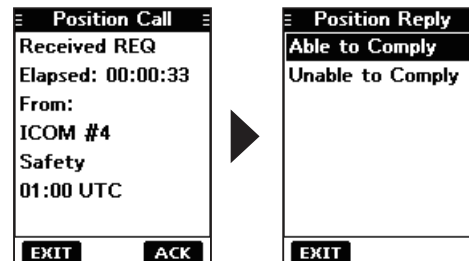 Position Call
Received REQ
Elapsed: 00:00:33
From:
ICOM #4
Safety
01:00 UTC
EXIT ACK
Position Reply
Able to Comply
Unable to Comply
EXIT